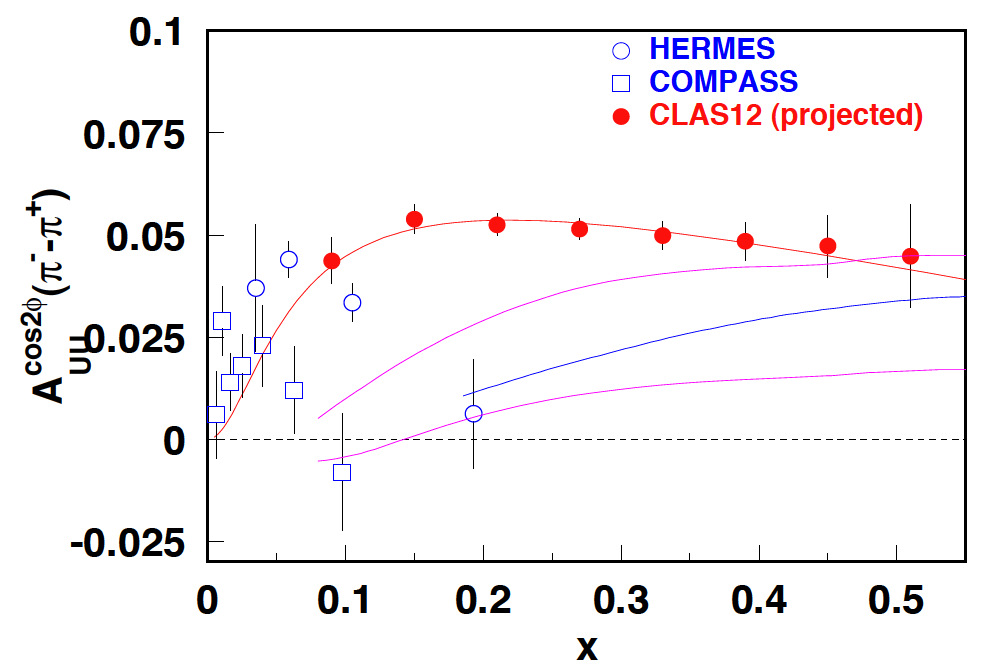 0.1
0.075
0.05
0.025
0
-0.025
A UU cos2ϕ (π⁻-π⁺)
HERMES
COMPASS
CLAS12 (projected)
0 0.1 0.2 0.3 0.4 0.5
x